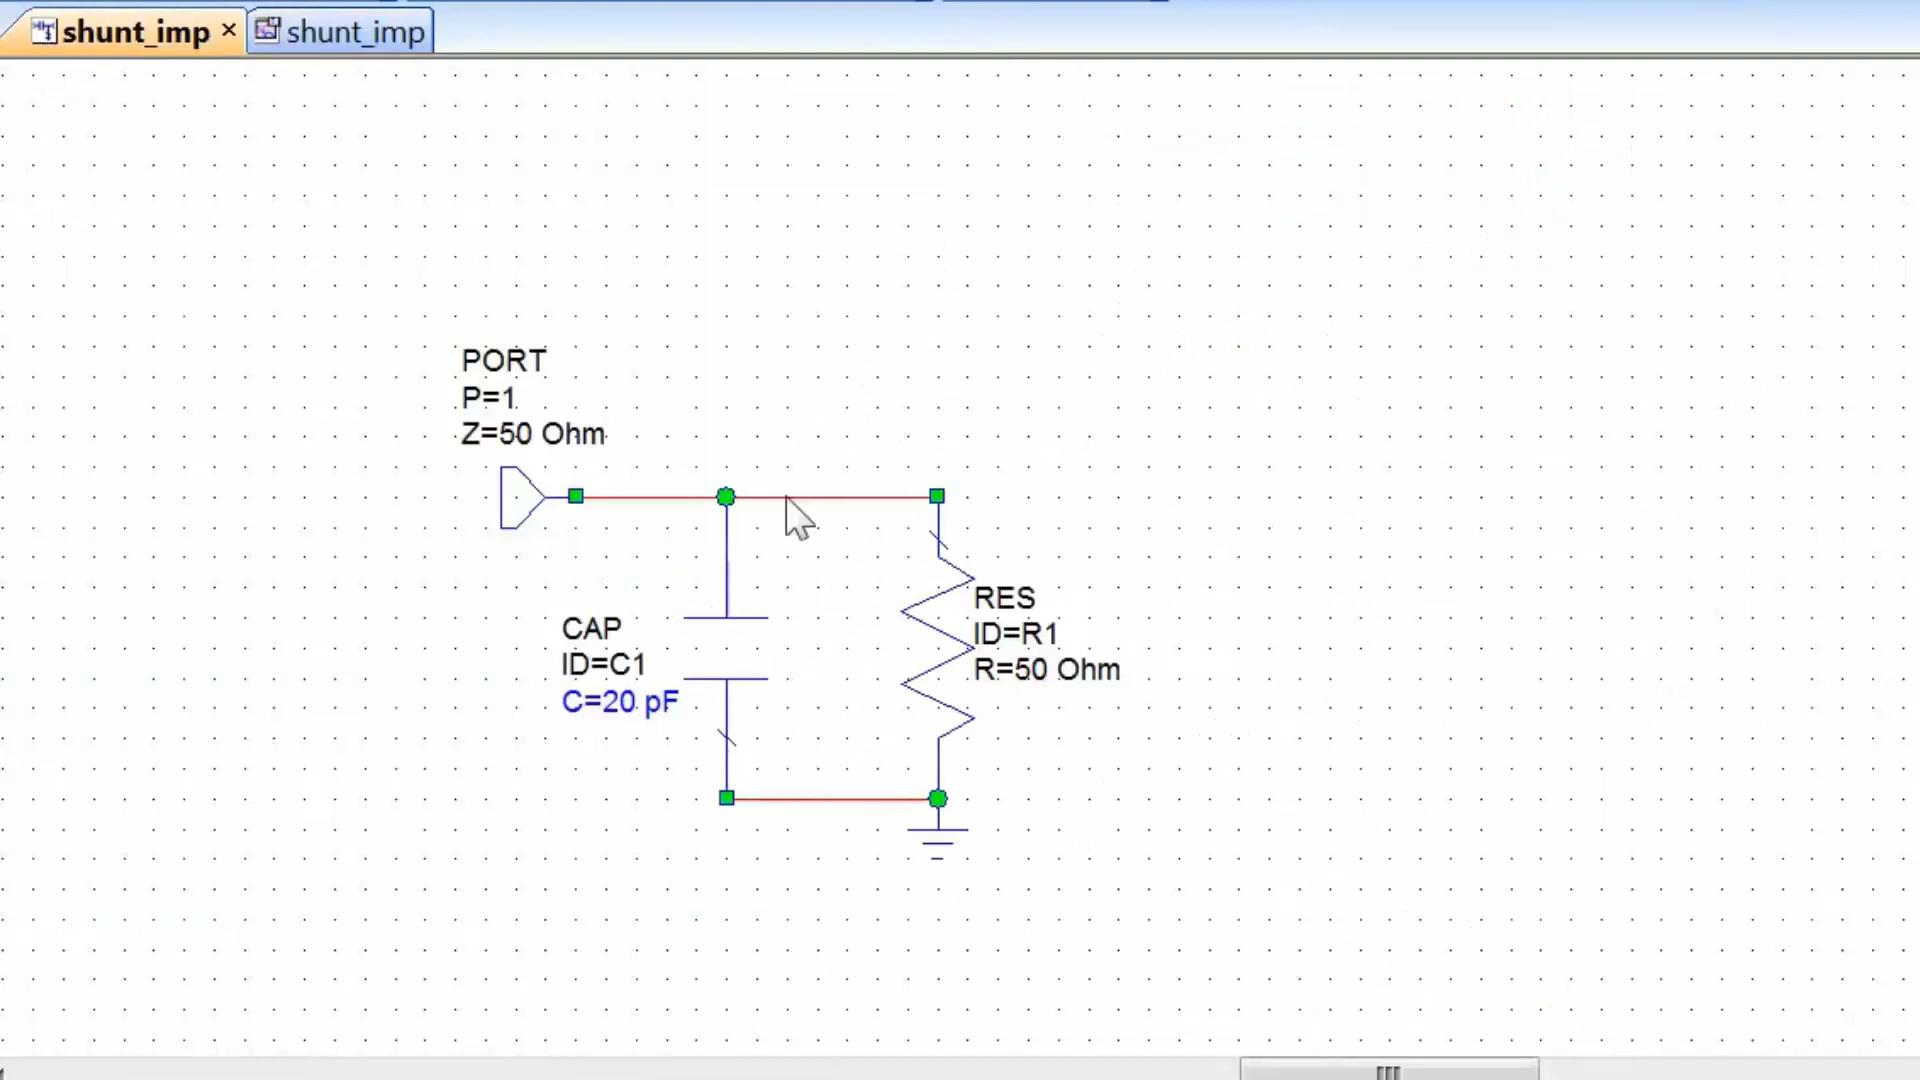 shunt_imp
shunt_imp
PORT
P=1
Z=50 Ohm
CAP
ID=C1
C=20 pF
RES
ID=R1
R=50 Ohm